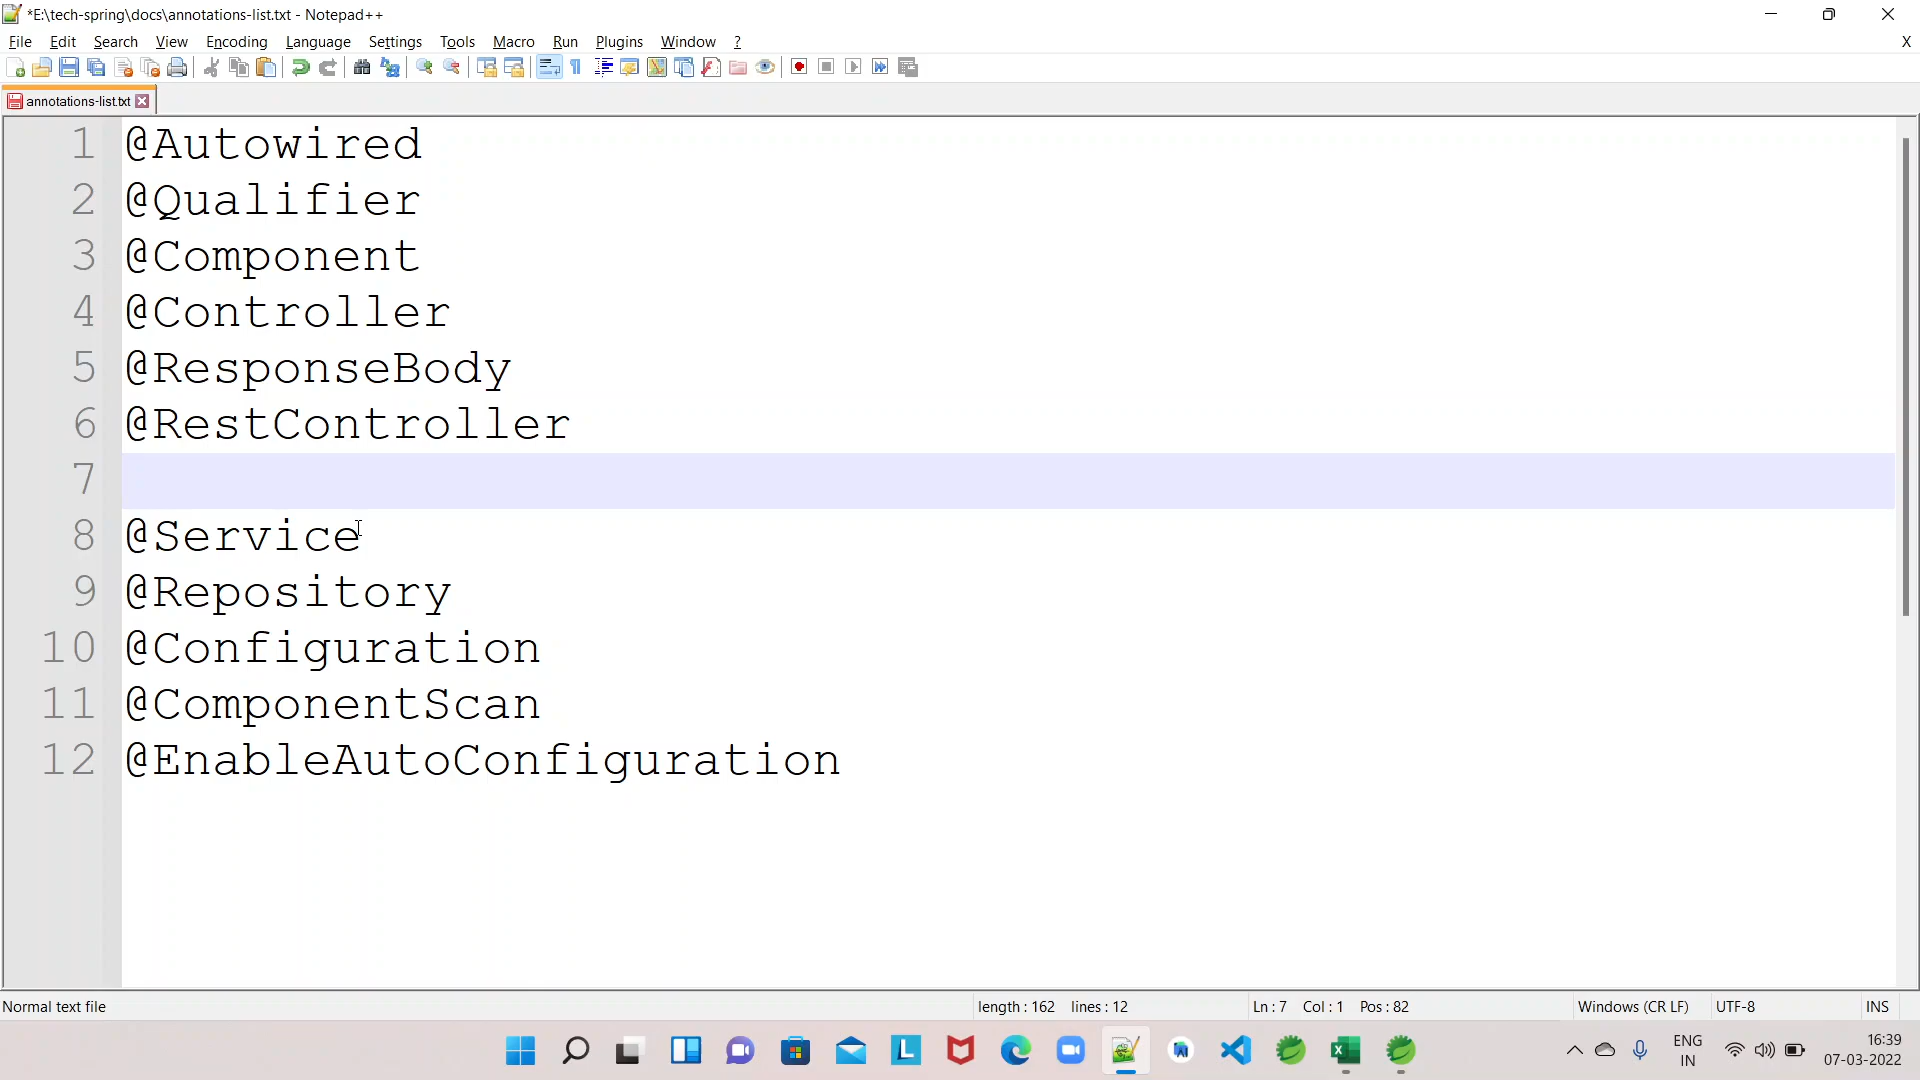 *E:\tech-spring\docs\annotations-list.txt - Notepad++
File Edit Search View Encoding Language Settings Tools Macro Run Plugins Window ? X
annotations-list.txt
1 @Autowired
2 @Qualifier
3 @Component
4 @Controller
5 @ResponseBody
6 @RestController
7
8 @Service
9 @Repository
10 @Configuration
11 @ComponentScan
12 @EnableAutoConfiguration
Normal text file length : 162 lines : 12 Ln : 7 Col : 1 Pos : 82 Windows (CR LF) UTF-8 INS
ENG 16:39
IN 07-03-2022